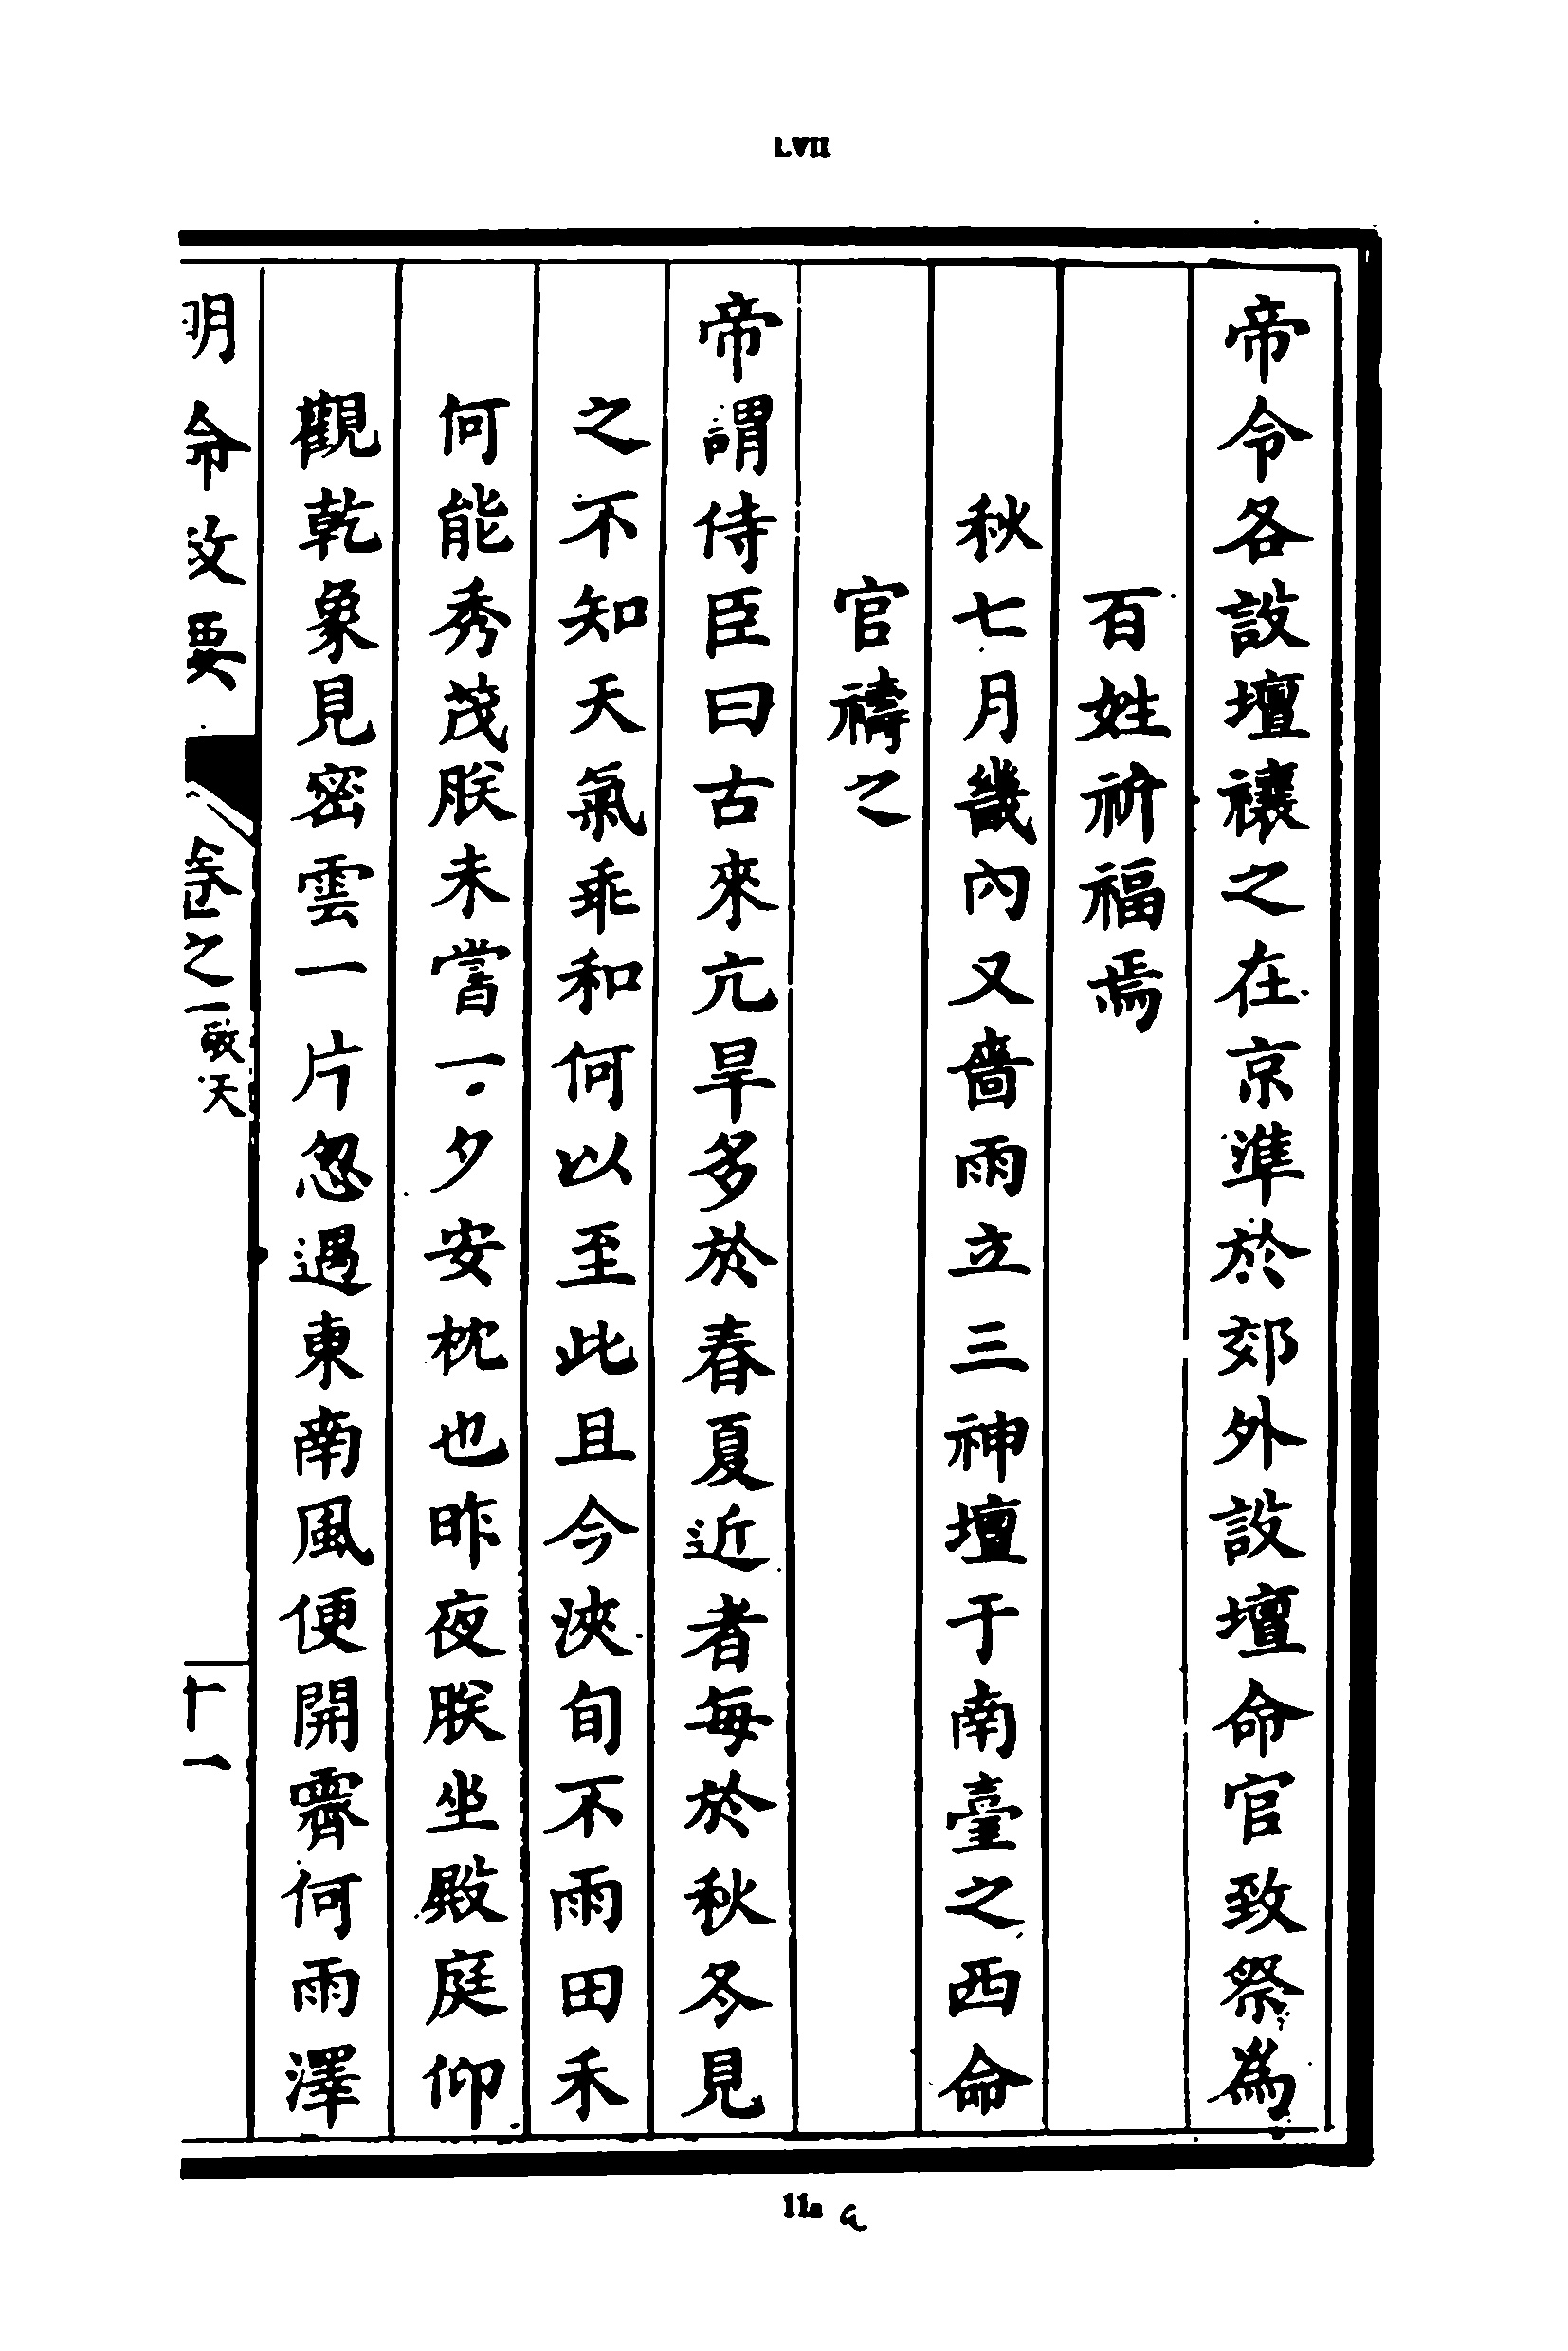 LVII
帝令各設壇禳之在京準於郊外設壇命官致祭為
百姓祈福焉
秋七月畿內又嗇雨立三神壇于南臺之西命
官禱之
帝謂侍臣曰古來亢旱多於春夏近者每於秋冬見
之不知天氣乖和何以至此且今浹旬不雨田禾
何能秀茂朕未嘗一夕安枕也昨夜朕坐殿庭仰
觀乾象見密雲一片忽遇東南風便開霽何雨澤
明命政要
卷之一敬天
十一
11a a